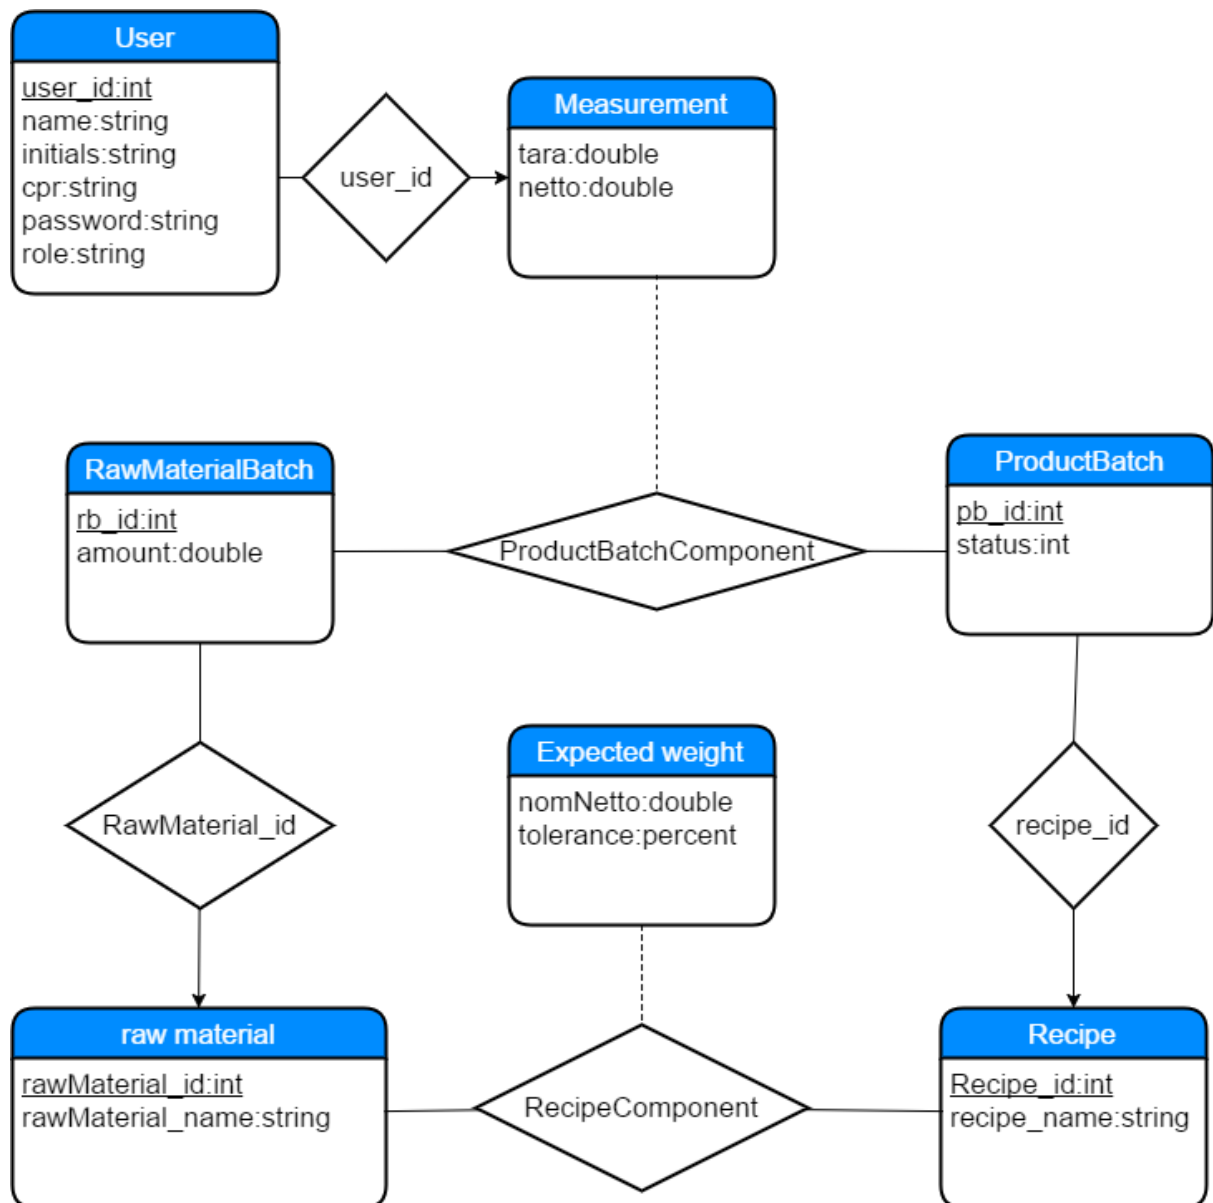 User
user_id:int
name:string
initials:string
cpr:string
password:string
role:string
user_id
Measurement
tara:double
netto:double
RawMaterialBatch
rb_id:int
amount:double
ProductBatchComponent
ProductBatch
pb_id:int
status:int
RawMaterial_id
Expected weight
nomNetto:double
tolerance:percent
recipe_id
raw material
rawMaterial_id:int
rawMaterial_name:string
RecipeComponent
Recipe
Recipe_id:int
recipe_name:string